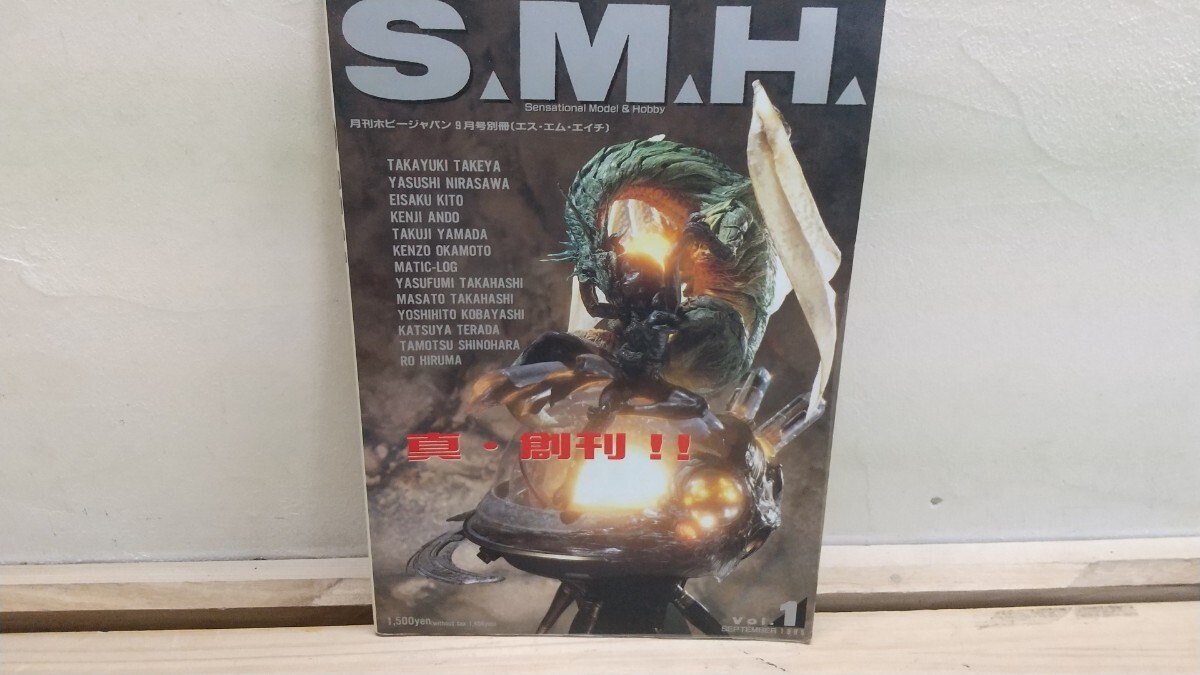 S.M.H.
Sensational Model & Hobby
月刊ホビージャパン9月号別冊(エス・エム・エイチ)
TAKAYUKI TAKEYA
YASUSHI NIRASAWA
EISAKU KITO
KENJI ANDO
TAKUJI YAMADA
KENZO OKAMOTO
MATIC-LOG
YASUFUMI TAKAHASHI
MASATO TAKAHASHI
YOSHIHITO KOBAYASHI
KATSUYA TERADA
TAMOTSU SHINOHARA
RO HIRUMA
真・創刊!!
1,500yen
Vol.1
SEPTEMBER